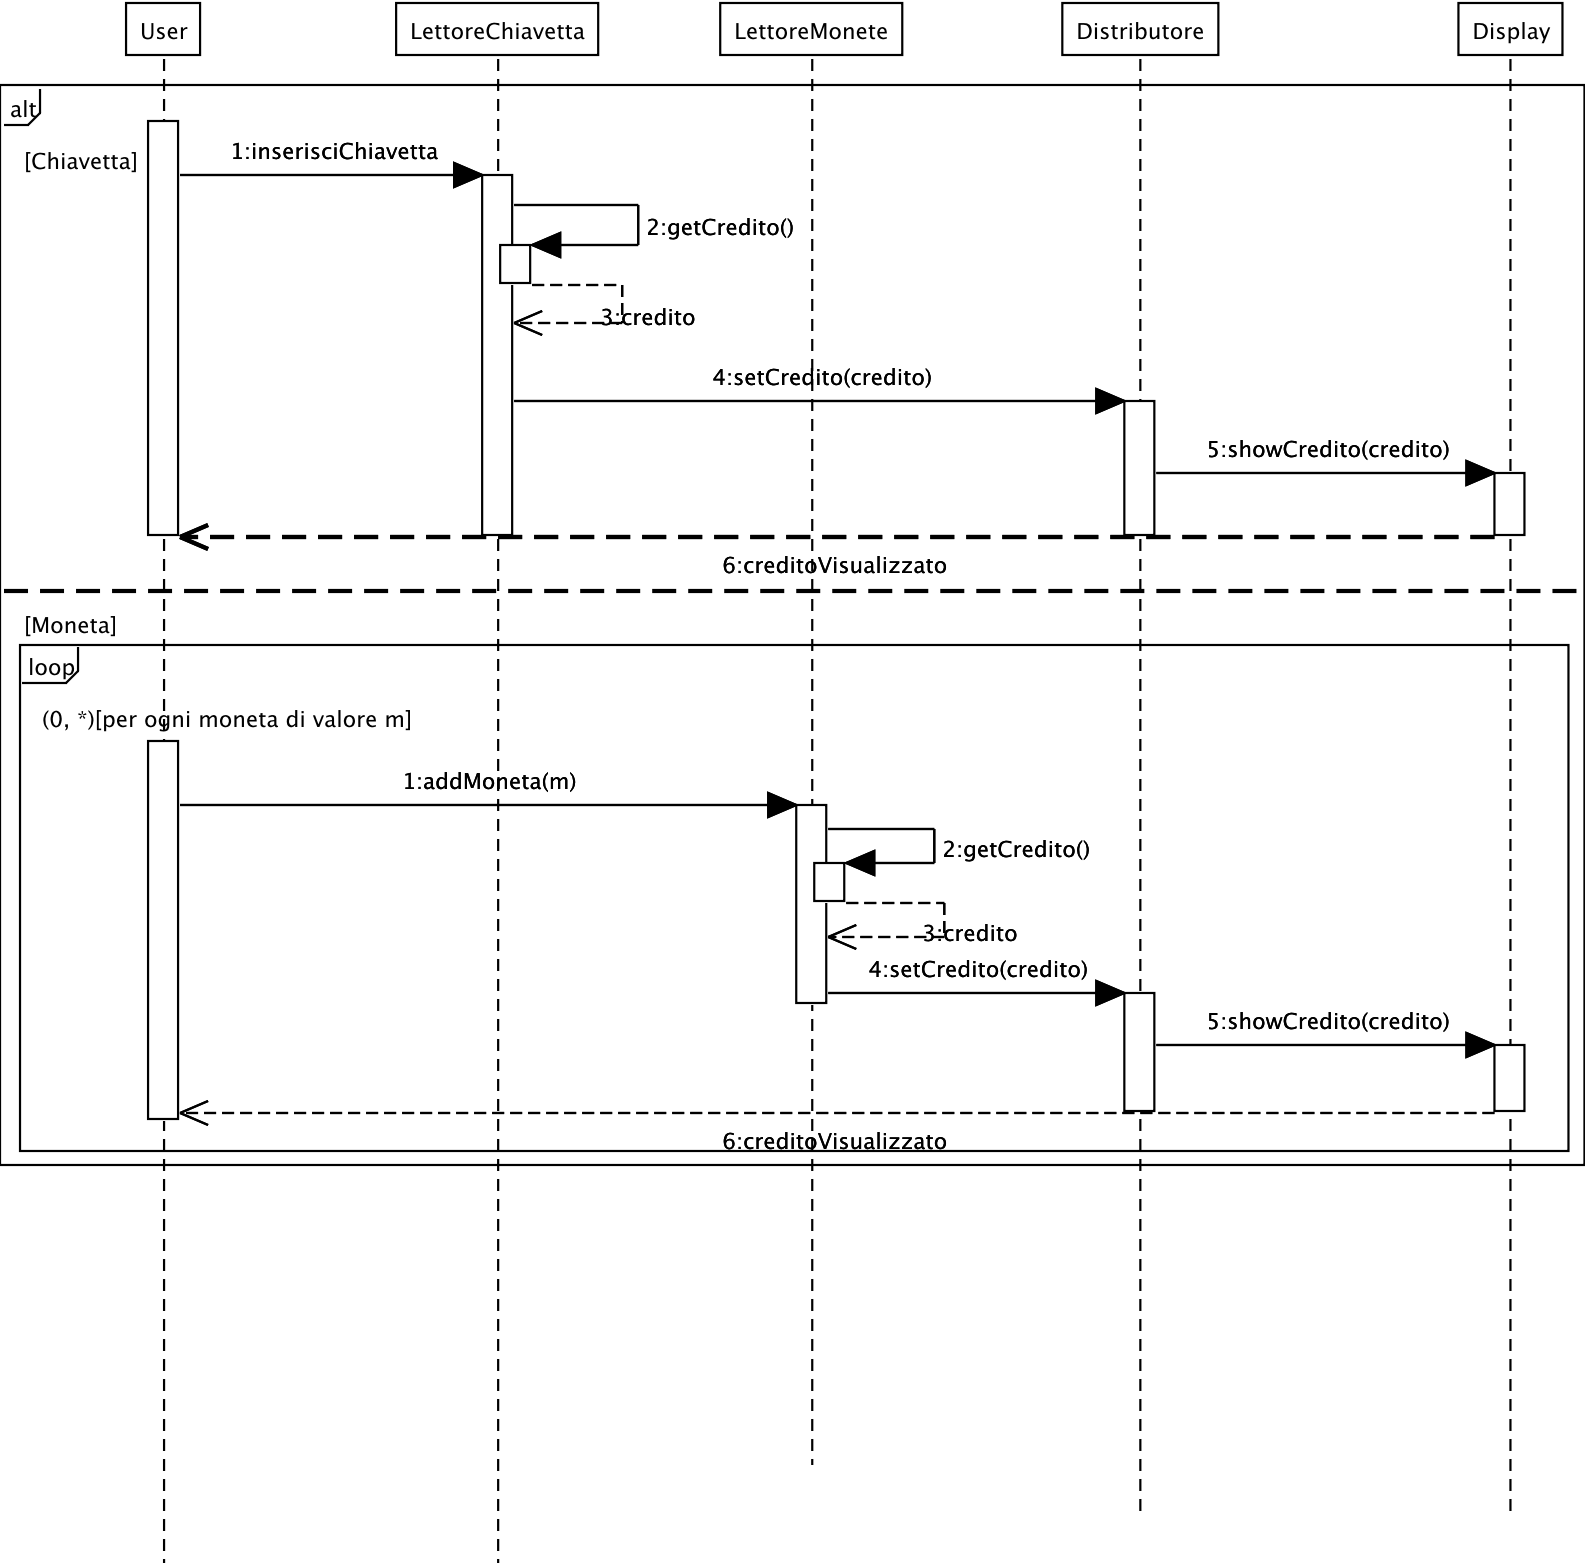 User
LettoreChiavetta
LettoreMonete
Distributore
Display
alt
[Chiavetta]
1:inserisciChiavetta
2:getCredito()
3:credito
4:setCredito(credito)
5:showCredito(credito)
6:creditoVisualizzato
[Moneta]
loop
(0, *)[per ogni moneta di valore m]
1:addMoneta(m)
2:getCredito()
3:credito
4:setCredito(credito)
5:showCredito(credito)
6:creditoVisualizzato